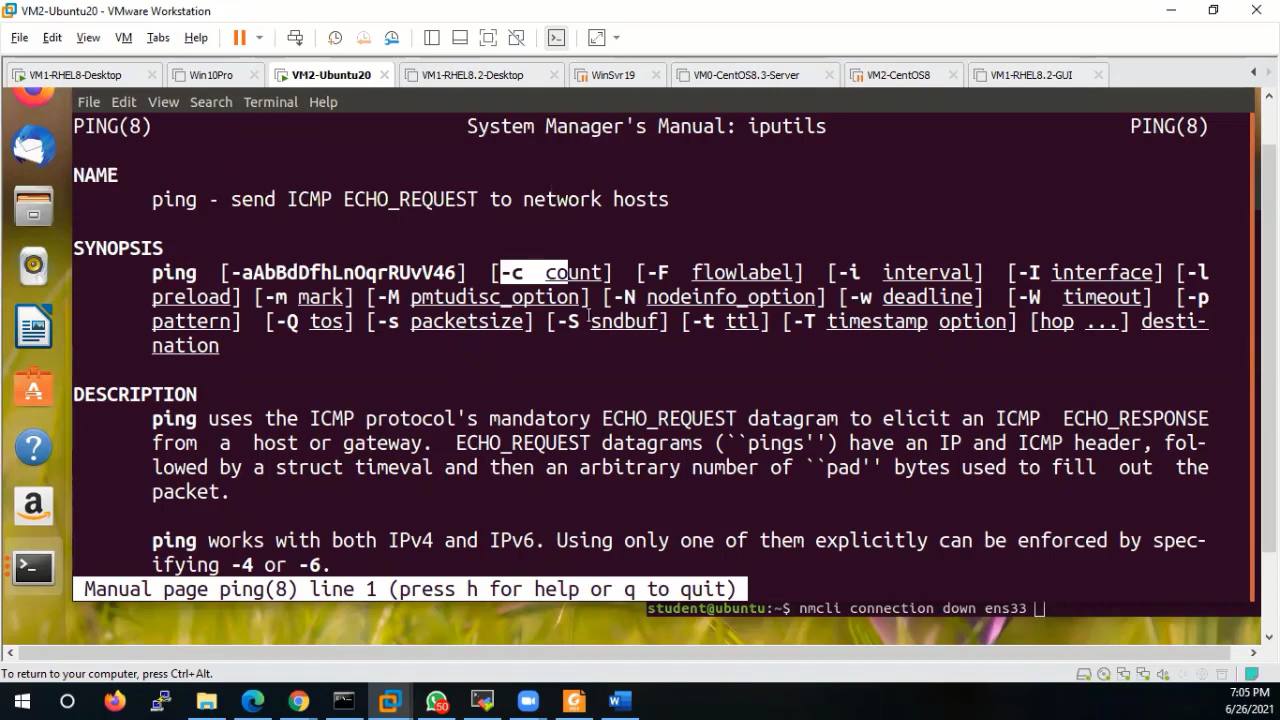 VM2-Ubuntu20 - VMware Workstation
File Edit View VM Tabs Help
VM1-RHEL8-Desktop Win10Pro VM2-Ubuntu20 VM1-RHEL8.2-Desktop WinSvr19 VM0-CentOS8.3-Server VM2-CentOS8 VM1-RHEL8.2-GUI
File Edit View Search Terminal Help
PING(8) System Manager's Manual: iputils PING(8)
NAME
ping - send ICMP ECHO_REQUEST to network hosts
SYNOPSIS
ping [-aAbBdDfhLnOqrRUvV46] [-c count] [-F flowlabel] [-i interval] [-I interface] [-l
preload] [-m mark] [-M pmtudisc_option] [-N nodeinfo_option] [-w deadline] [-W timeout] [-p
pattern] [-Q tos] [-s packetsize] [-S sndbuf] [-t ttl] [-T timestamp option] [hop ...] desti-
nation
DESCRIPTION
ping uses the ICMP protocol's mandatory ECHO_REQUEST datagram to elicit an ICMP ECHO_RESPONSE
from a host or gateway. ECHO_REQUEST datagrams (``pings'') have an IP and ICMP header, fol-
lowed by a struct timeval and then an arbitrary number of ``pad'' bytes used to fill out the
packet.
ping works with both IPv4 and IPv6. Using only one of them explicitly can be enforced by spec-
ifying -4 or -6.
Manual page ping(8) line 1 (press h for help or q to quit)
student@ubuntu:~$ nmcli connection down ens33
To return to your computer, press Ctrl+Alt.
50
7:05 PM
6/26/2021